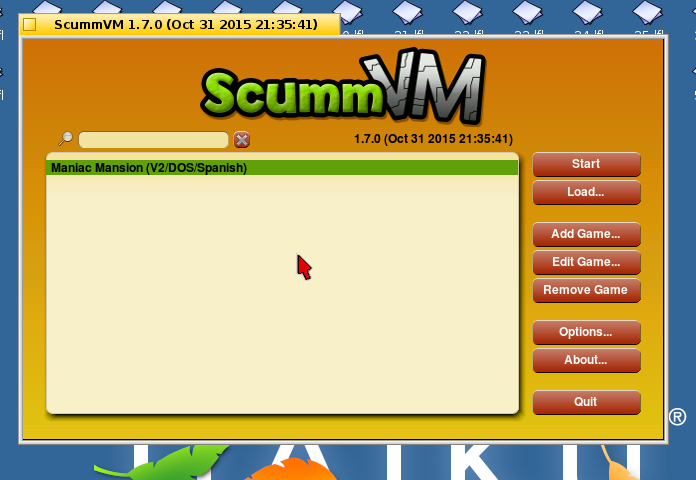 ScummVM 1.7.0 (Oct 31 2015 21:35:41)
ScummVM
1.7.0 (Oct 31 2015 21:35:41)
Maniac Mansion (V2/DOS/Spanish)
Start
Load...
Add Game...
Edit Game...
Remove Game
Options...
About...
Quit
®